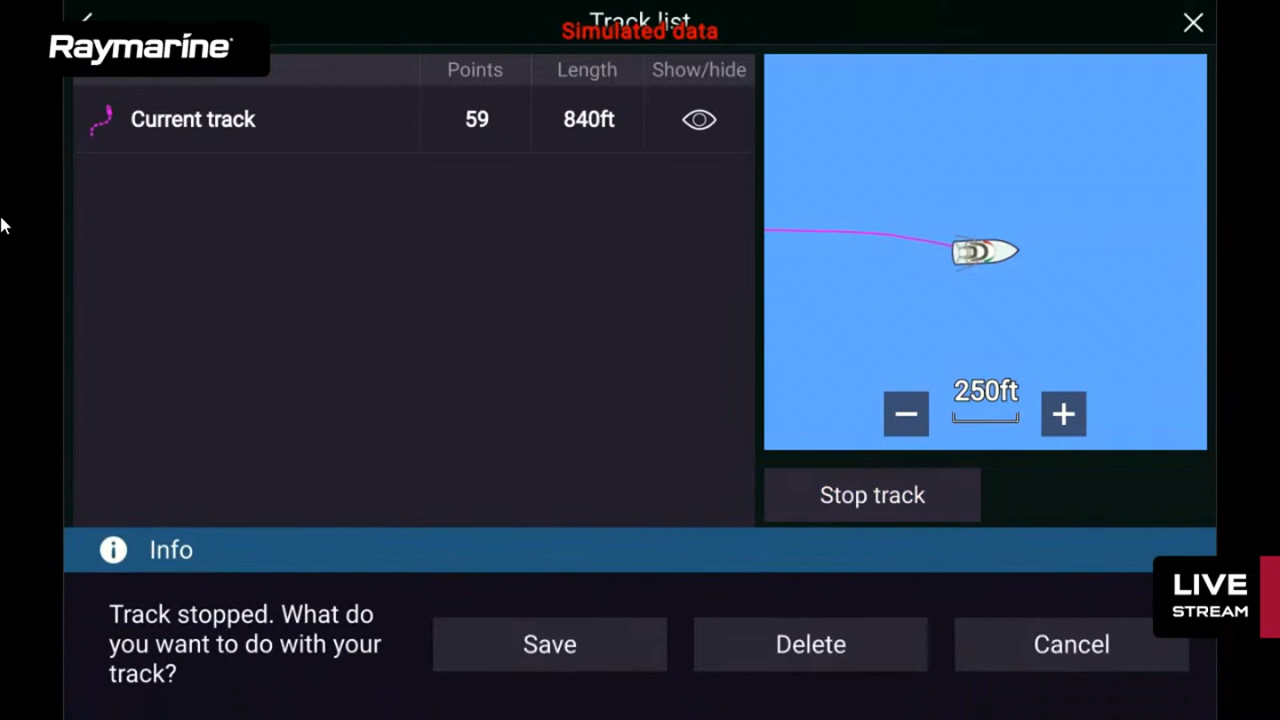 Track list
Simulated data
Raymarine
Points Length Show/hide
Current track 59 840ft
250ft
− +
Stop track
i Info
Track stopped. What do
you want to do with your
track?
Save Delete Cancel
LIVE
STREAM